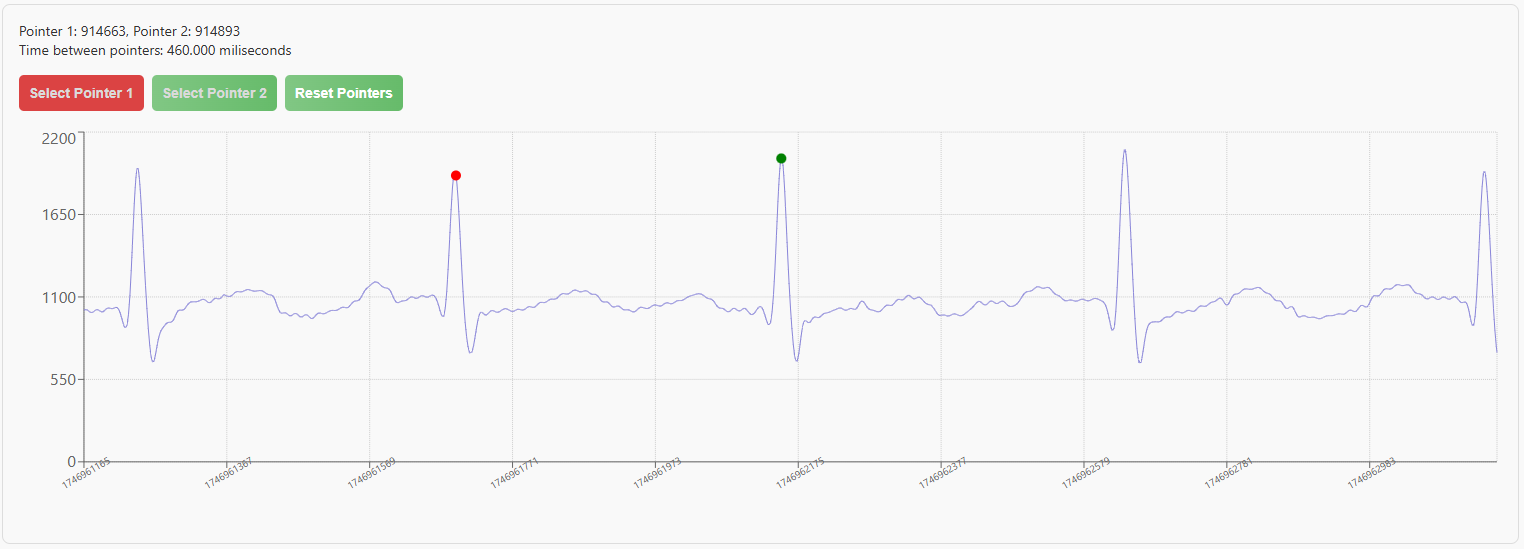 Pointer 1: 914663, Pointer 2: 914893
Time between pointers: 460.000 miliseconds
Select Pointer 1 Select Pointer 2 Reset Pointers
2200
1650
1100
550
0
1746961165 1746961367 1746961569 1746961771 1746961973 1746962175 1746962377 1746962579 1746962781 1746962983